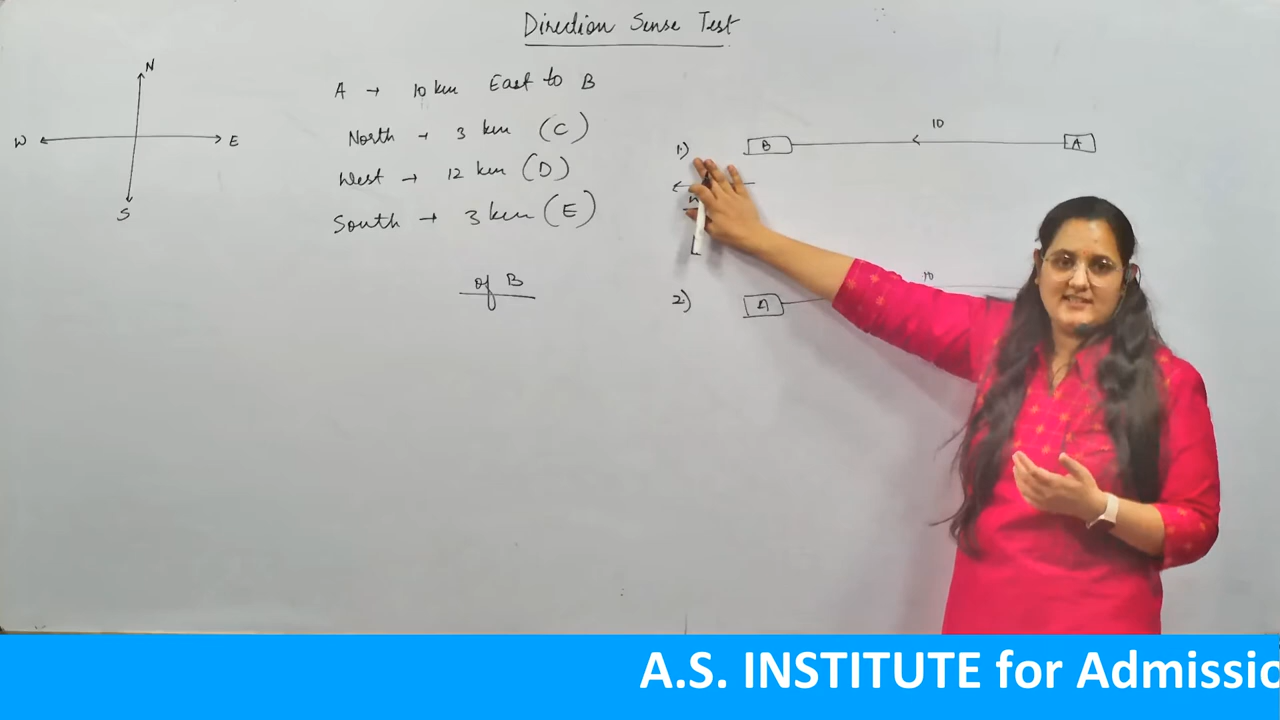 Direction Sense Test
N
W
E
S
A → 10 km East to B
North → 3 km (C)
West → 12 km (D)
South → 3 km (E)
of B
1)
B
10
A
2)
A
10
A.S. INSTITUTE for Admissio